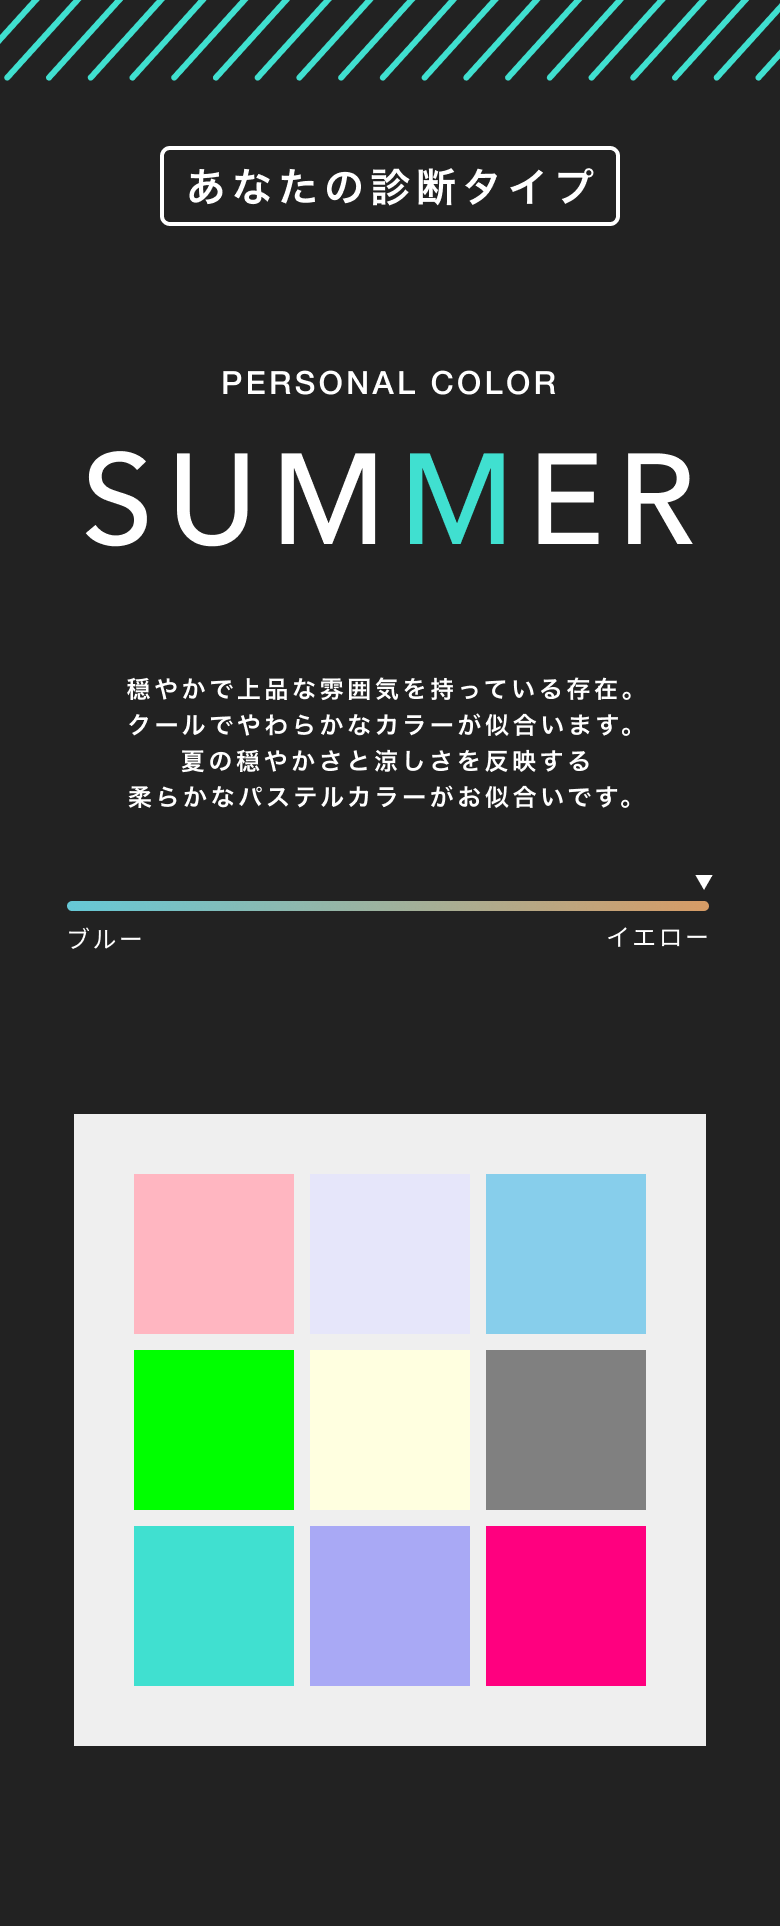 あなたの診断タイプ
PERSONAL COLOR
SUMMER
穏やかで上品な雰囲気を持っている存在。
クールでやわらかなカラーが似合います。
夏の穏やかさと涼しさを反映する
柔らかなパステルカラーがお似合いです。
ブルー
イエロー